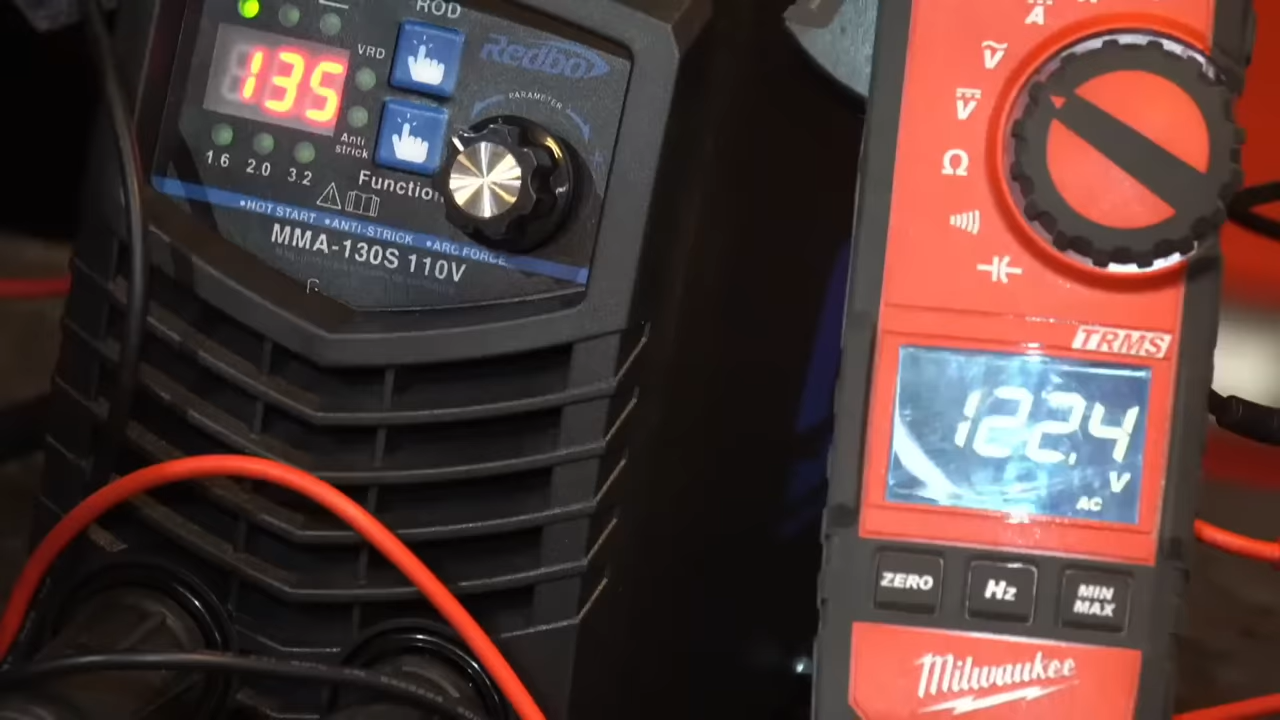 ROD
Redbo
VRD
135
Anti
strick
PARAMETER
1.6 2.0 3.2
Function
•HOT START •ANTI-STRICK •ARC FORCE
MMA-130S 110V
A
V
V
Ω
TRMS
122.4
V
AC
ZERO
Hz
MIN
MAX
Milwaukee